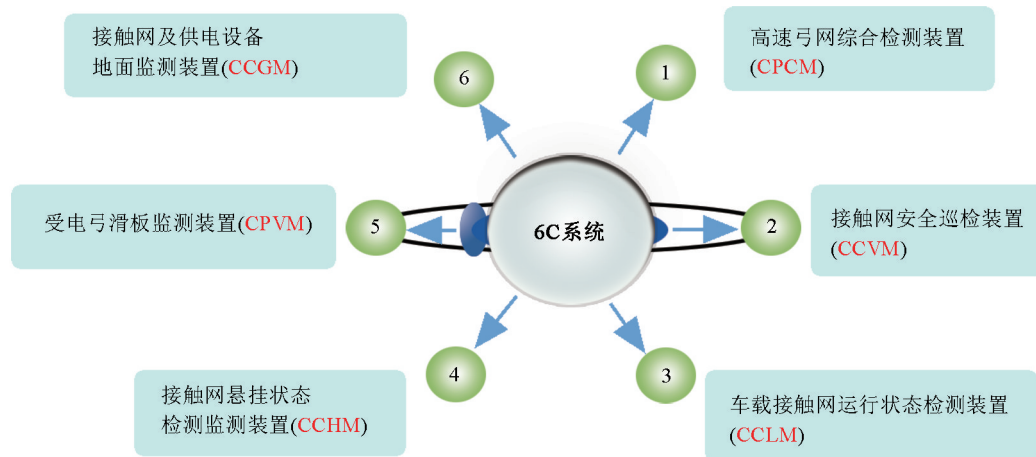 接触网及供电设备
地面监测装置(CCGM)
6
1
高速弓网综合检测装置
(CPCM)
受电弓滑板监测装置(CPVM)
5
6C系统
2
接触网安全巡检装置
(CCVM)
接触网悬挂状态
检测监测装置(CCHM)
4
3
车载接触网运行状态检测装置
(CCLM)